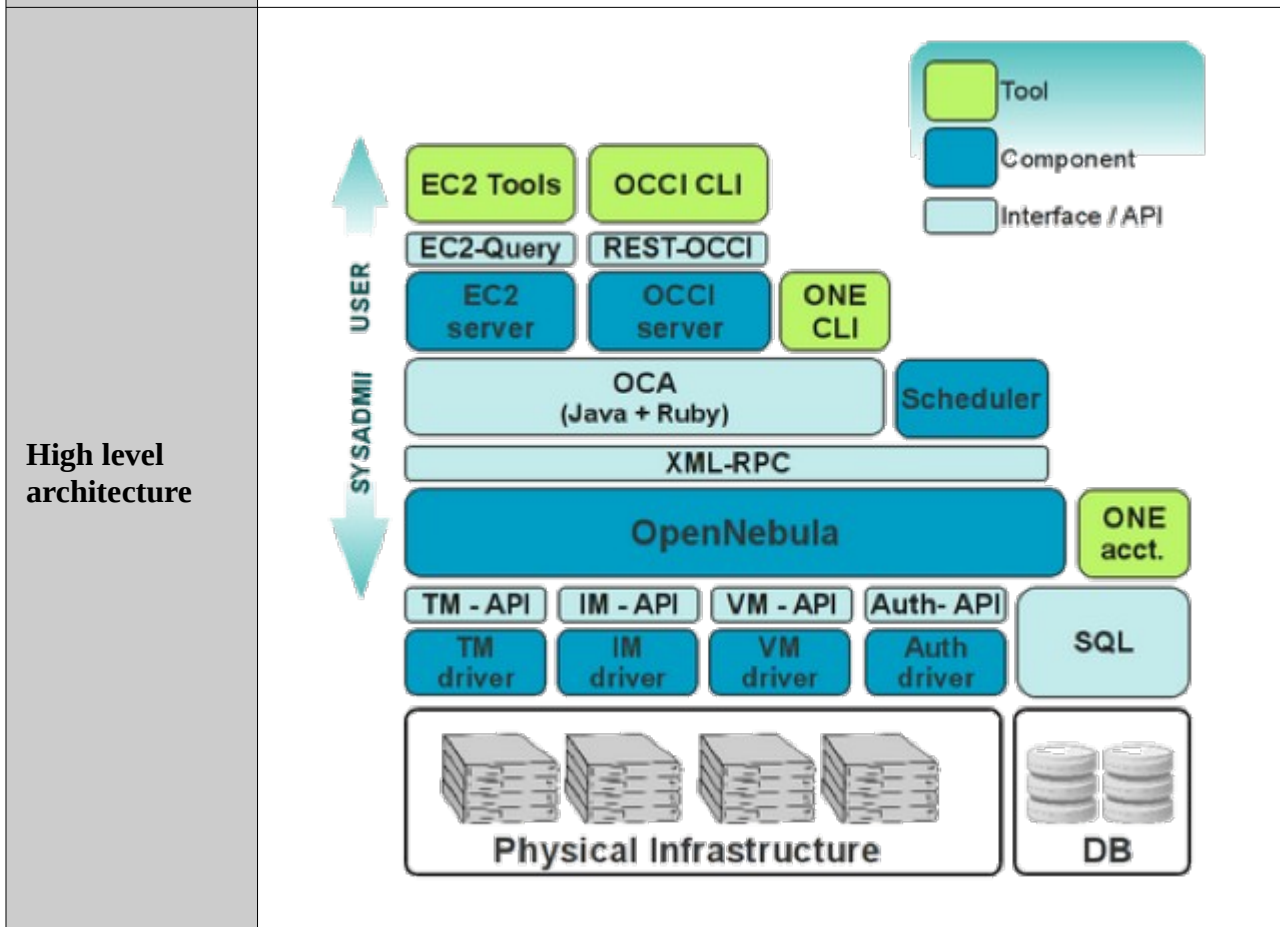 High level
architecture
Tool
Component
Interface / API
USER
SYSADMII
EC2 Tools
OCCI CLI
EC2-Query
REST-OCCI
EC2
server
OCCI
server
ONE
CLI
OCA
(Java + Ruby)
Scheduler
XML-RPC
OpenNebula
ONE
acct.
TM - API
IM - API
VM - API
Auth- API
TM
driver
IM
driver
VM
driver
Auth
driver
SQL
Physical Infrastructure
DB